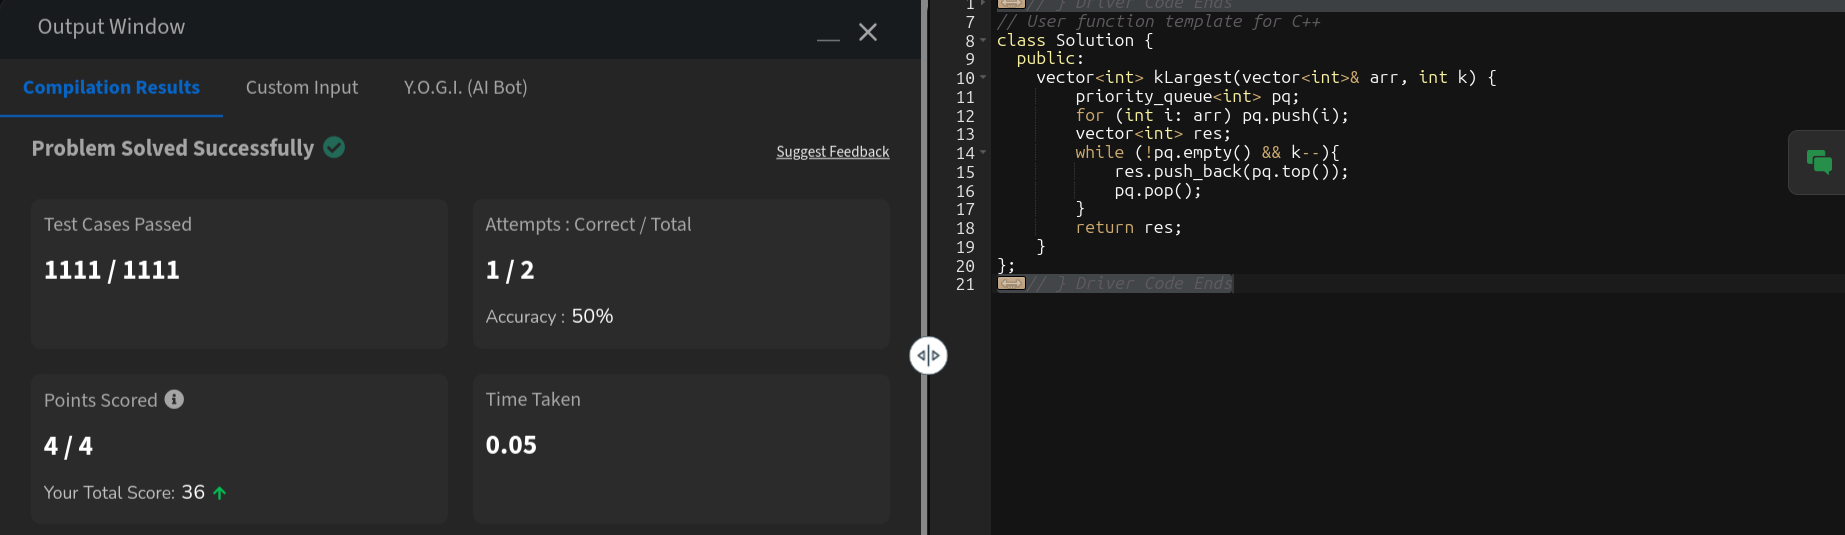 Output Window
Compilation Results
Custom Input
Y.O.G.I. (AI Bot)
Problem Solved Successfully
Suggest Feedback
Test Cases Passed
1111 / 1111
Attempts : Correct / Total
1 / 2
Accuracy : 50%
Points Scored
4 / 4
Your Total Score: 36
Time Taken
0.05
1 // } Driver Code Ends
7 // User function template for C++
8 class Solution {
9   public:
10     vector<int> kLargest(vector<int>& arr, int k) {
11         priority_queue<int> pq;
12         for (int i: arr) pq.push(i);
13         vector<int> res;
14         while (!pq.empty() && k--){
15             res.push_back(pq.top());
16             pq.pop();
17         }
18         return res;
19     }
20 };
21 // } Driver Code Ends